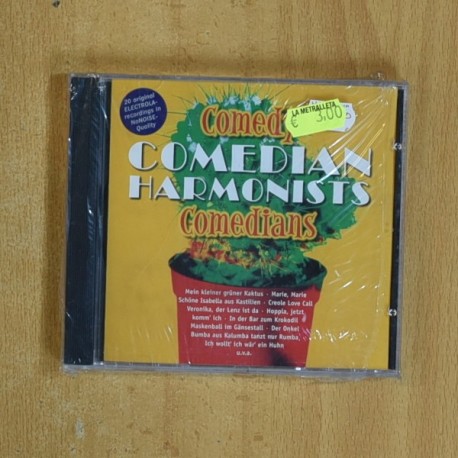 20 original
ELECTROLA-
recordings in
NoNOISE-
Quality
LA METRALLETA
€ 3,00
Comedy
COMEDIAN
HARMONISTS
Comedians
Mein kleiner grüner Kaktus · Marie, Marie
Schöne Isabella aus Kastilien · Creole Love Call
Veronika, der Lenz ist da · Hoppla, jetzt
komm' ich · In der Bar zum Krokodil
Maskenball im Gänsestall · Der Onkel
Bumba aus Kalumba tanzt nur Rumba,
Ich wollt' ich wär' ein Huhn
u.v.a.